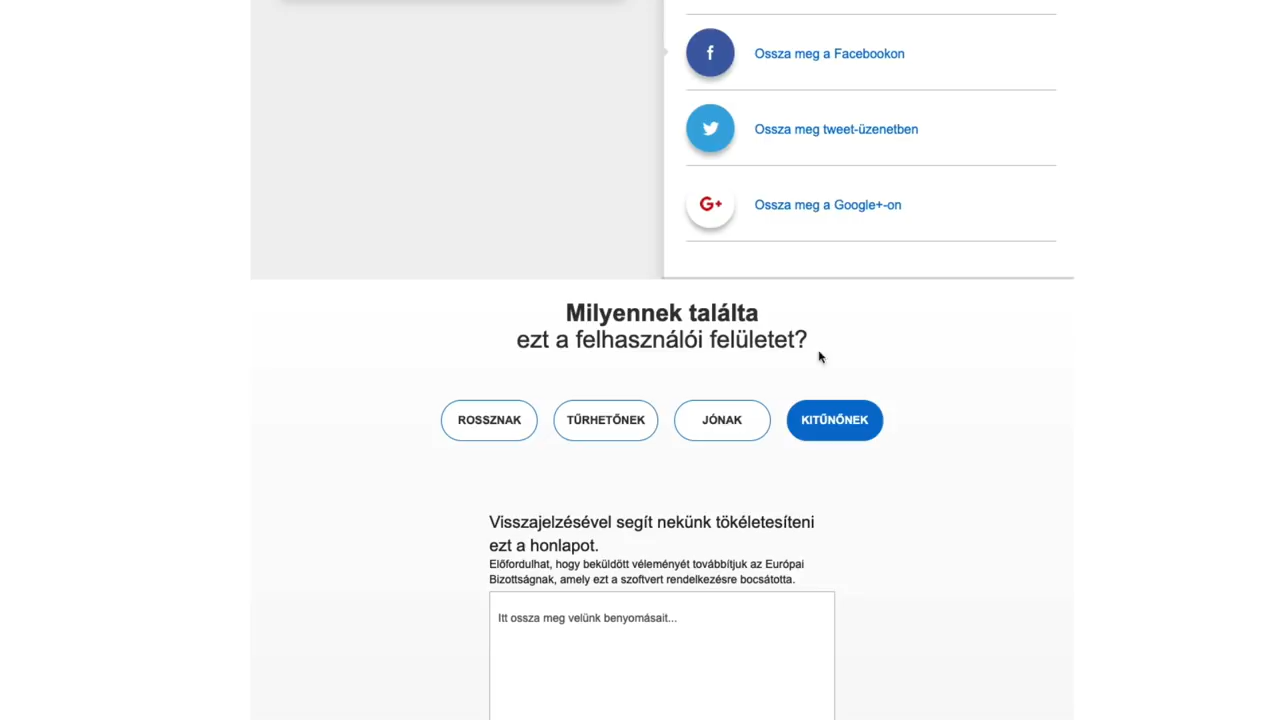 Ossza meg a Facebookon
Ossza meg tweet-üzenetben
Ossza meg a Google+-on
Milyennek találta
ezt a felhasználói felületet?
ROSSZNAK
TŰRHETŐNEK
JÓNAK
KITŰNŐNEK
Visszajelzésével segít nekünk tökéletesíteni
ezt a honlapot.
Előfordulhat, hogy beküldött véleményét továbbítjuk az Európai
Bizottságnak, amely ezt a szoftvert rendelkezésre bocsátotta.
Itt ossza meg velünk benyomásait...